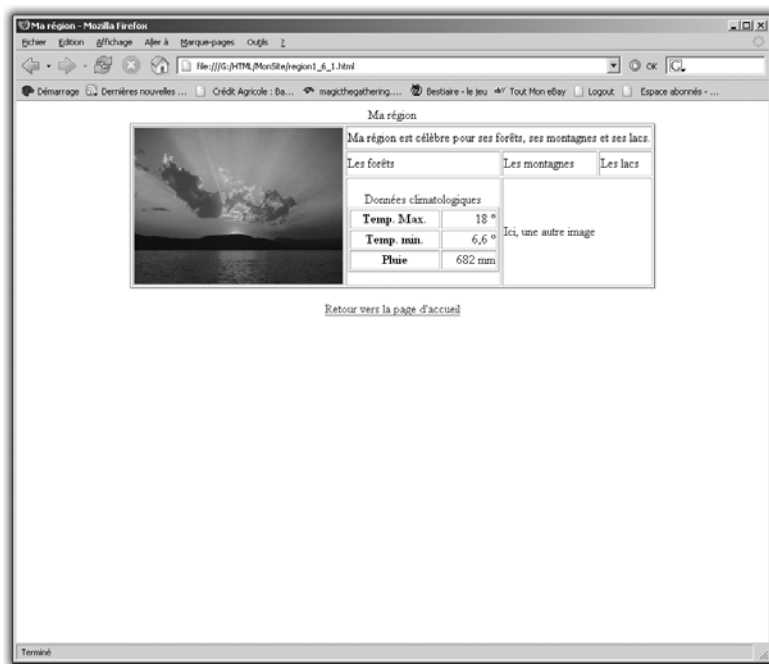 Ma région - Mozilla Firefox
Fichier Edition Affichage Aller à Marque-pages Outils ?
file:///G:/HTML/MonSite/region1_6_1.html OK G
Démarrage Dernières nouvelles ... Crédit Agricole : Ba... magicthegathering.... Bestiaire - le jeu Tout Mon eBay Logout Espace abonnés - ...
Ma région
Ma région est célèbre pour ses forêts, ses montagnes et ses lacs.
Les forêts Les montagnes Les lacs
Données climatologiques
Temp. Max. 18 °
Temp. min. 6,6 °
Pluie 682 mm
Ici, une autre image
Retour vers la page d'accueil
Terminé